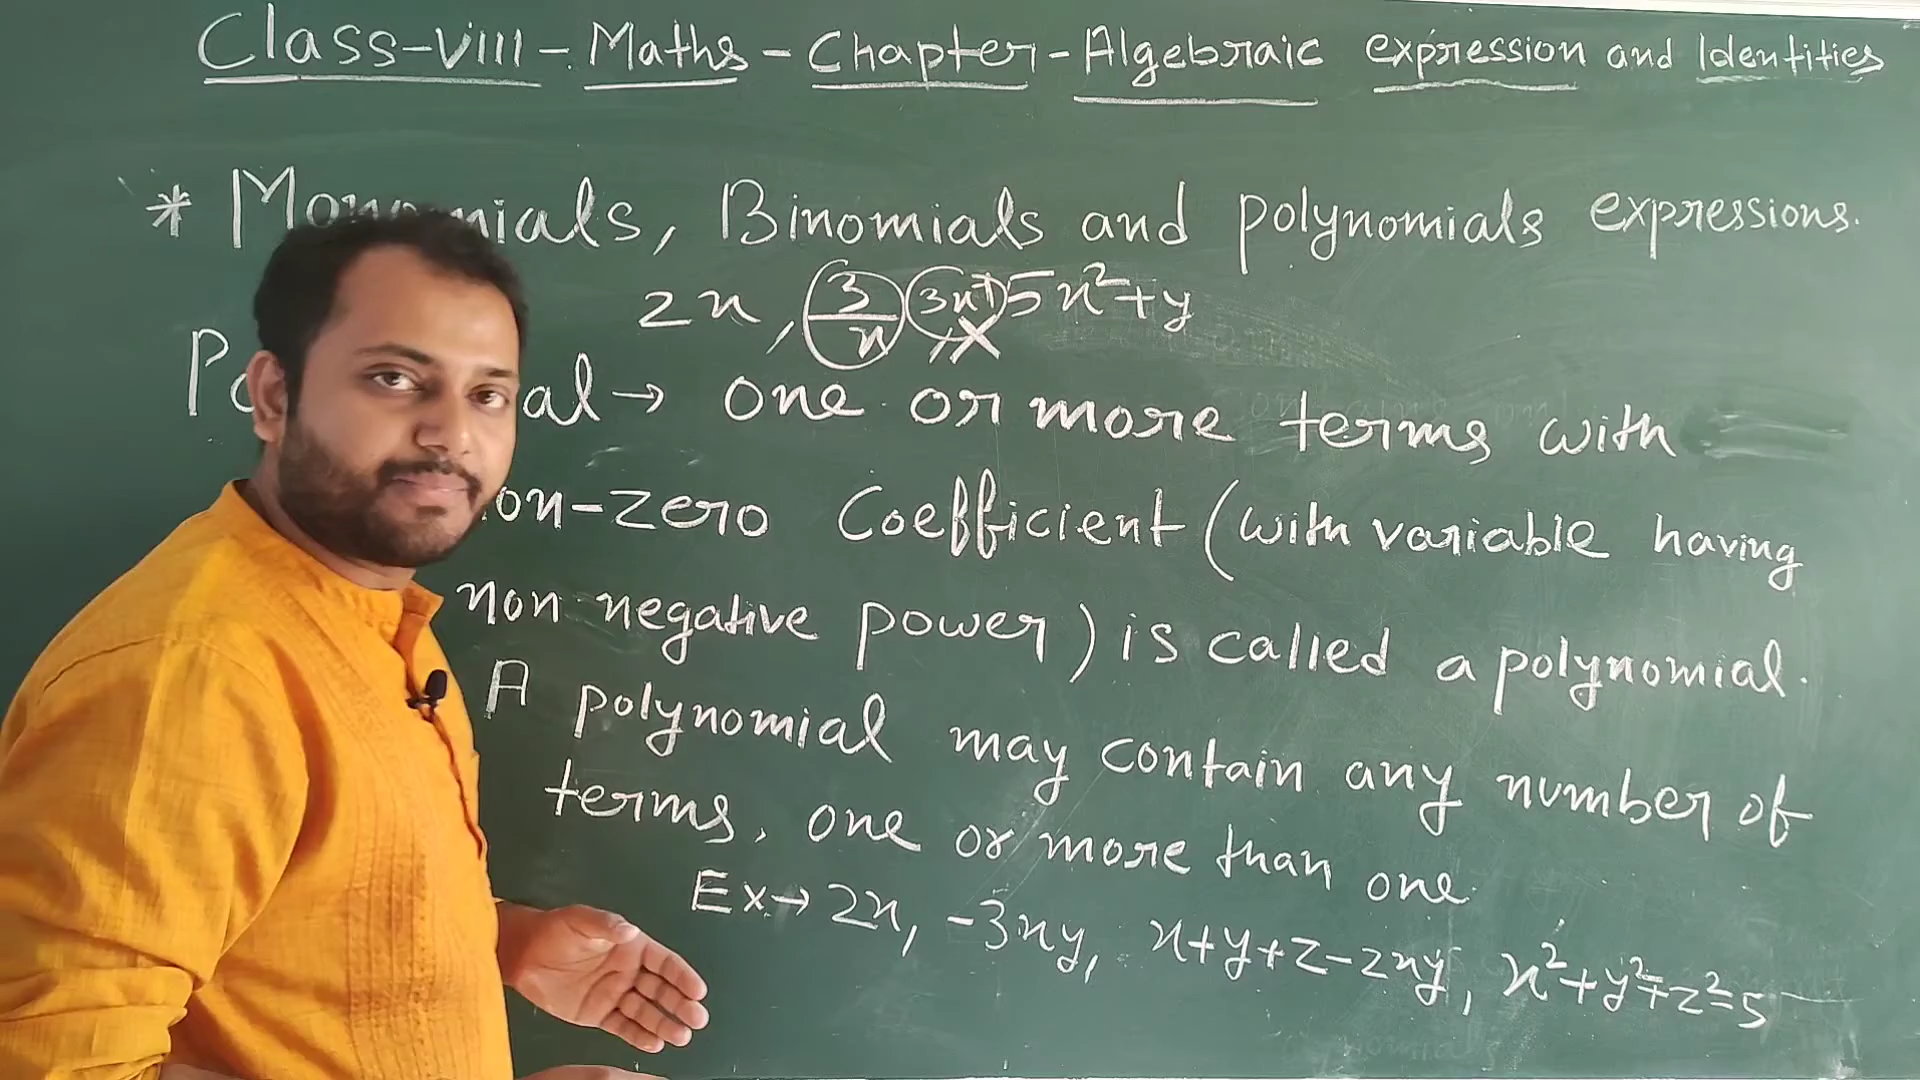 Class-VIII - Maths - Chapter - Algebraic expression and Identities
* Monomials, Binomials and polynomials expressions.
2x, 3/x, 3x⁻¹, 5x²+y
→ one or more terms with
non-zero Coefficient (with variable having
non negative power) is called a polynomial.
A polynomial may contain any number of
terms, one or more than one.
Ex→ 2x, -3xy, x+y+z-2xy, x²+y²+z²-5